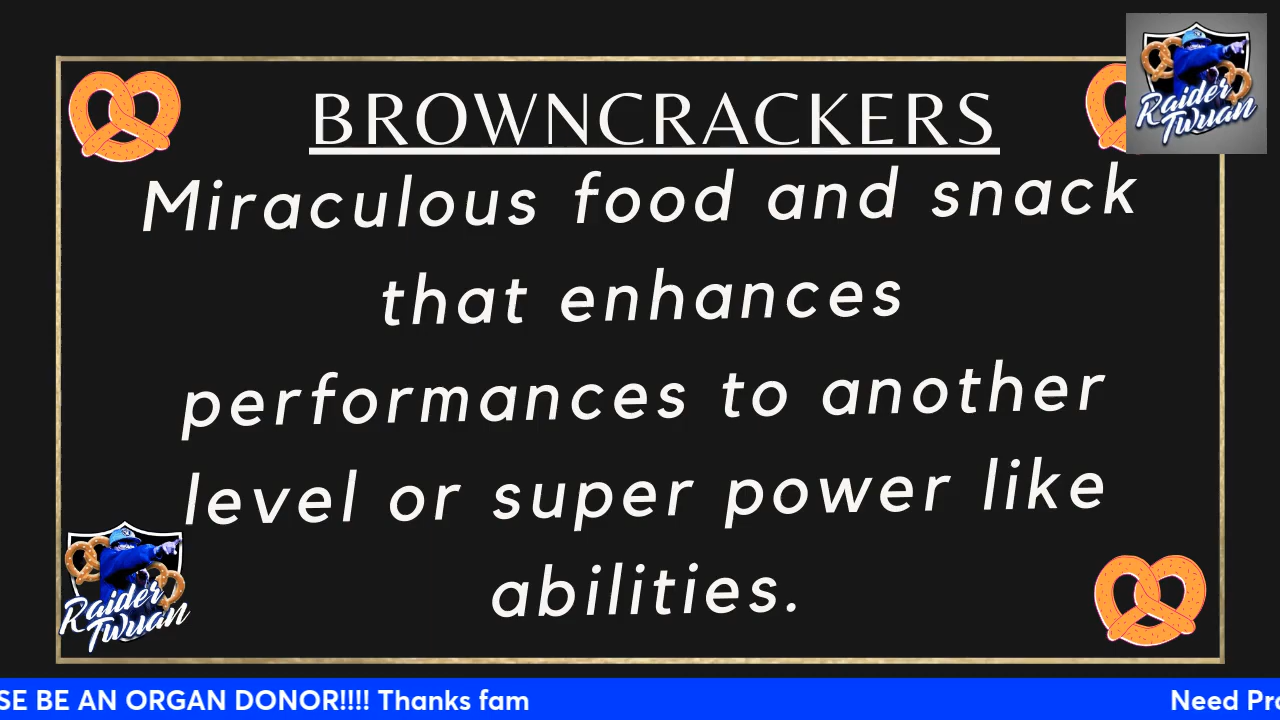 BROWNCRACKERS
Raider
Twuan
Miraculous food and snack
that enhances
performances to another
level or super power like
abilities.
Raider
Twuan
SE BE AN ORGAN DONOR!!!! Thanks fam
Need Pro